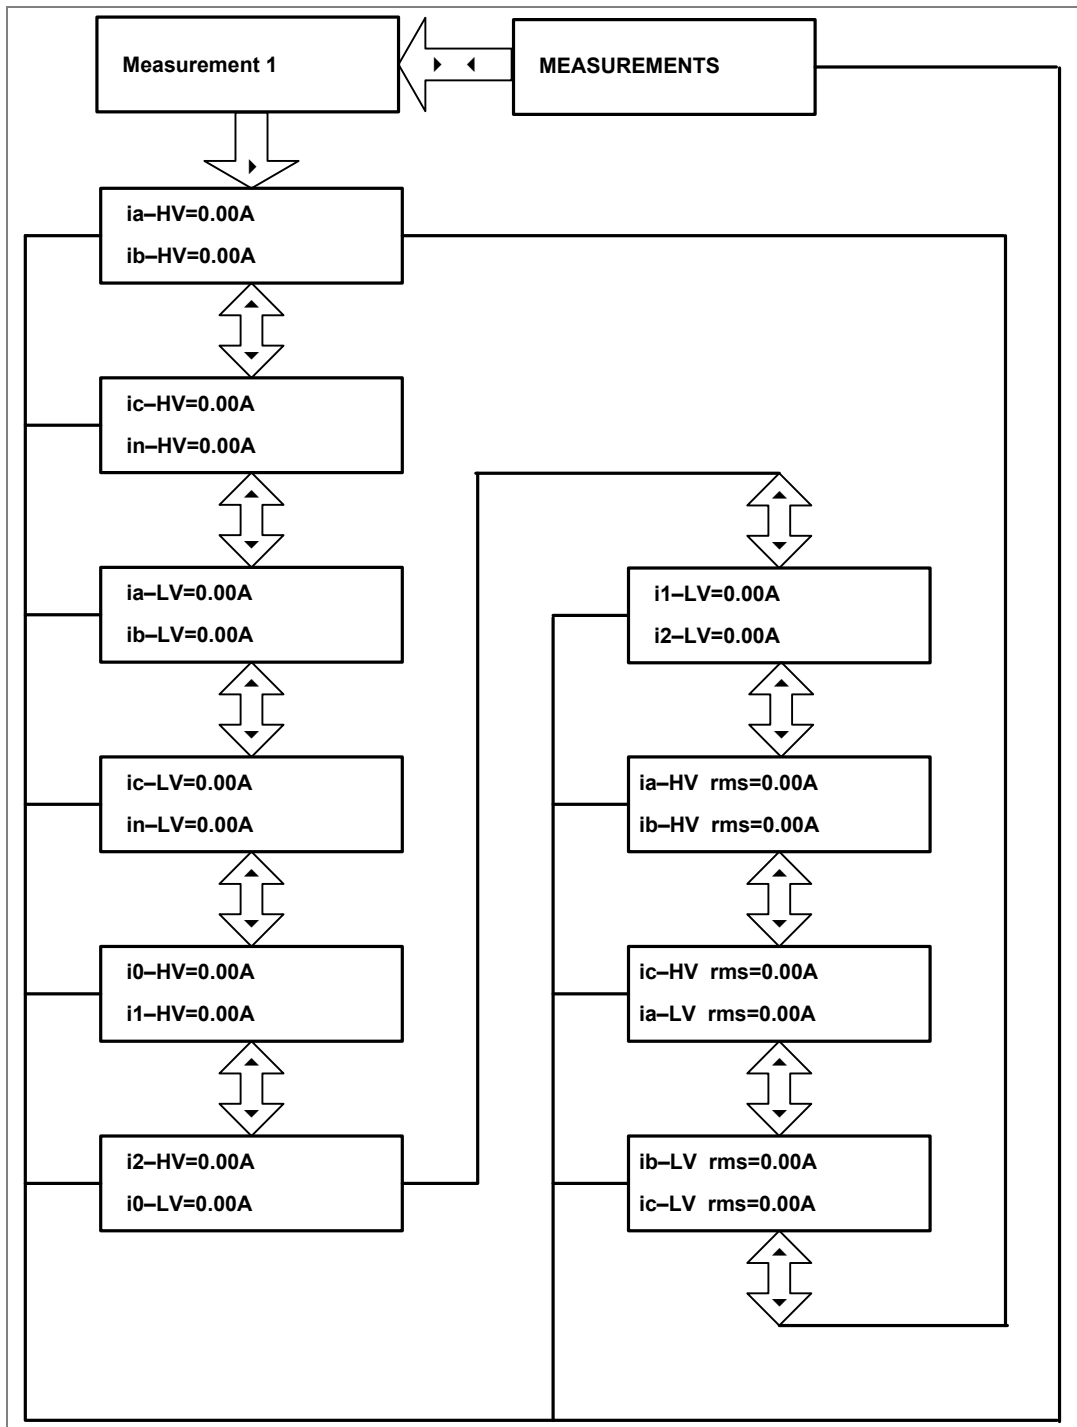 Measurement 1
MEASUREMENTS
ia–HV=0.00A
ib–HV=0.00A
ic–HV=0.00A
in–HV=0.00A
ia–LV=0.00A
ib–LV=0.00A
ic–LV=0.00A
in–LV=0.00A
i0–HV=0.00A
i1–HV=0.00A
i2–HV=0.00A
i0–LV=0.00A
i1–LV=0.00A
i2–LV=0.00A
ia–HV rms=0.00A
ib–HV rms=0.00A
ic–HV rms=0.00A
ia–LV rms=0.00A
ib–LV rms=0.00A
ic–LV rms=0.00A